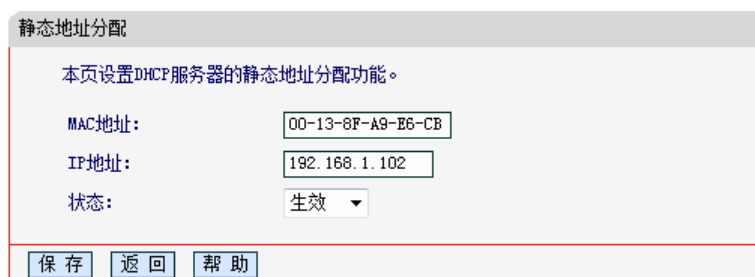 静态地址分配
本页设置DHCP服务器的静态地址分配功能。
MAC地址: 00-13-8F-A9-E6-CB
IP地址: 192.168.1.102
状态: 生效
保 存 返 回 帮 助